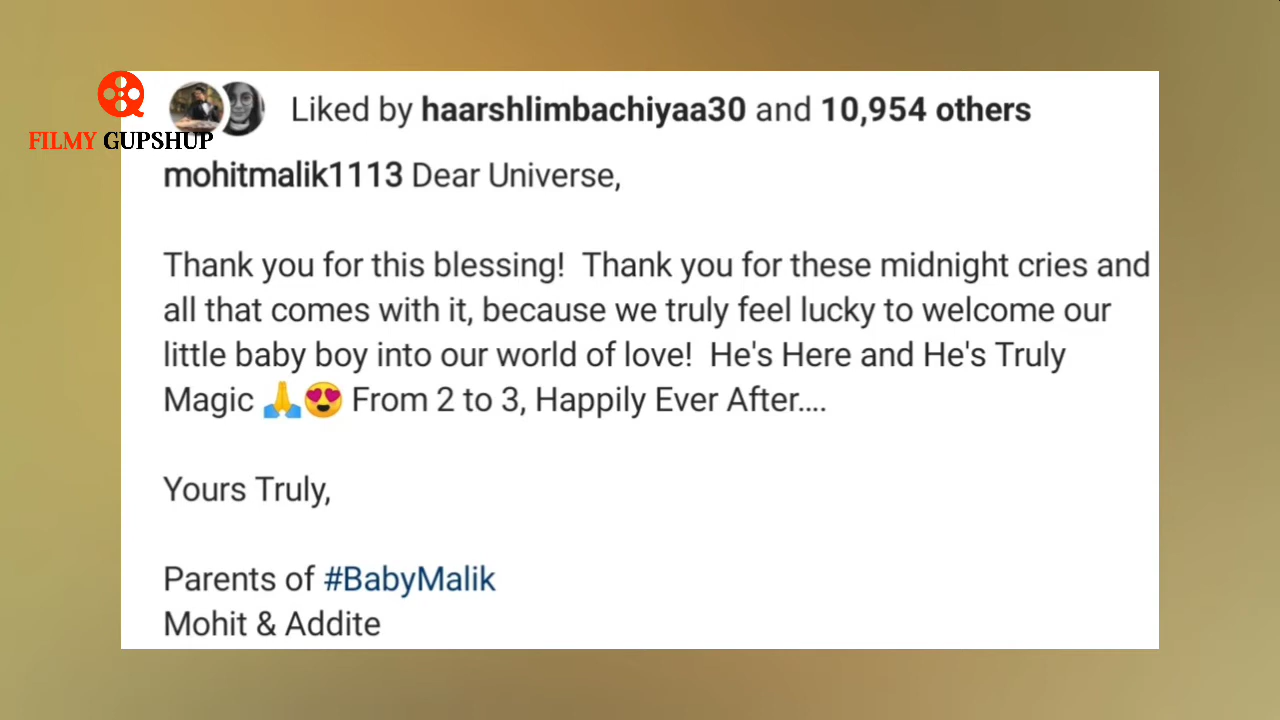 FILMY GUPSHUP
Liked by haarshlimbachiyaa30 and 10,954 others
mohitmalik1113 Dear Universe,
Thank you for this blessing!  Thank you for these midnight cries and
all that comes with it, because we truly feel lucky to welcome our
little baby boy into our world of love!  He's Here and He's Truly
Magic 🙏😍 From 2 to 3, Happily Ever After....
Yours Truly,
Parents of #BabyMalik
Mohit & Addite